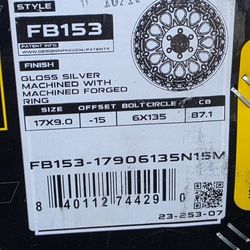 STYLE
FB153
PATENT INFO
WWW.DESIGNINFRINGEMENT.COM/PATENTS
FINISH
GLOSS SILVER
MACHINED WITH
MACHINED FORGED
RING
SIZE OFFSET BOLT CIRCLE CB
17X9.0 -15 6X135 87.1
FB153-17906135N15M
8 40112 74429 0
23-253-07